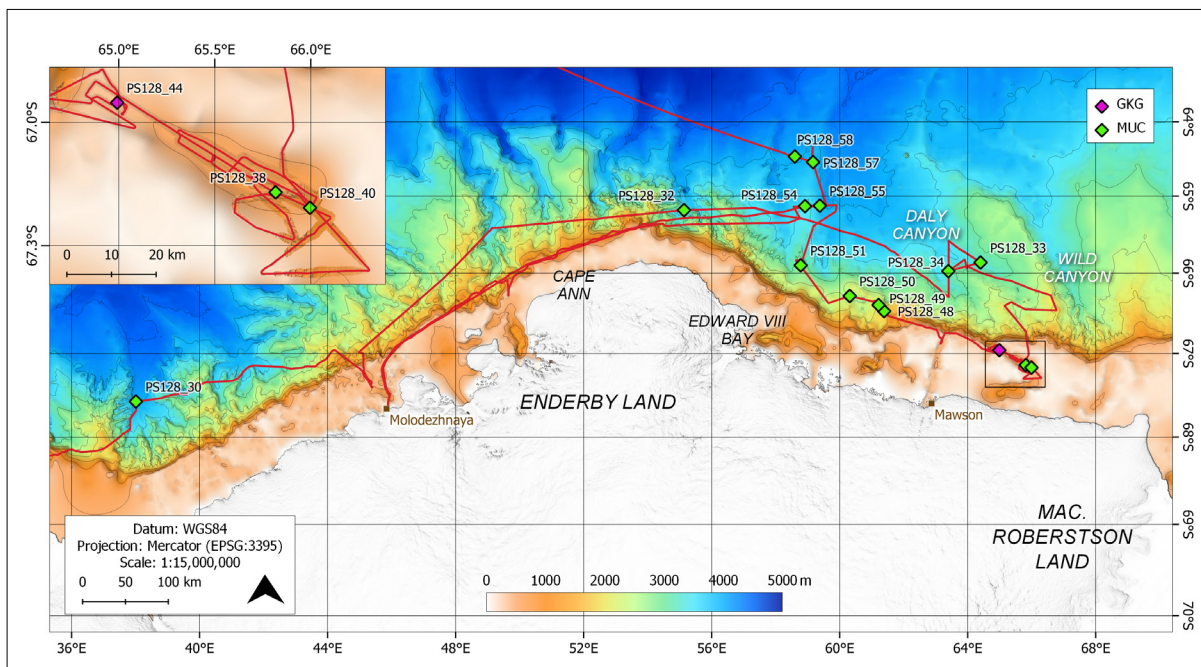 65.0°E 65.5°E 66.0°E
PS128_44
67.0°S
PS128_38
PS128_40
67.3°S
0 10 20 km
GKG
MUC
64°S
65°S
66°S
67°S
68°S
69°S
70°S
PS128_58
PS128_57
PS128_32
PS128_54
PS128_55
DALY
CANYON
PS128_51
PS128_34
PS128_33
WILD
CANYON
CAPE
ANN
PS128_50
PS128_49
PS128_48
EDWARD VIII
BAY
PS128_30
ENDERBY LAND
Molodezhnaya
Mawson
MAC.
ROBERSTSON
LAND
Datum: WGS84
Projection: Mercator (EPSG:3395)
Scale: 1:15,000,000
0 50 100 km
0 1000 2000 3000 4000 5000 m
36°E 40°E 44°E 48°E 52°E 56°E 60°E 64°E 68°E